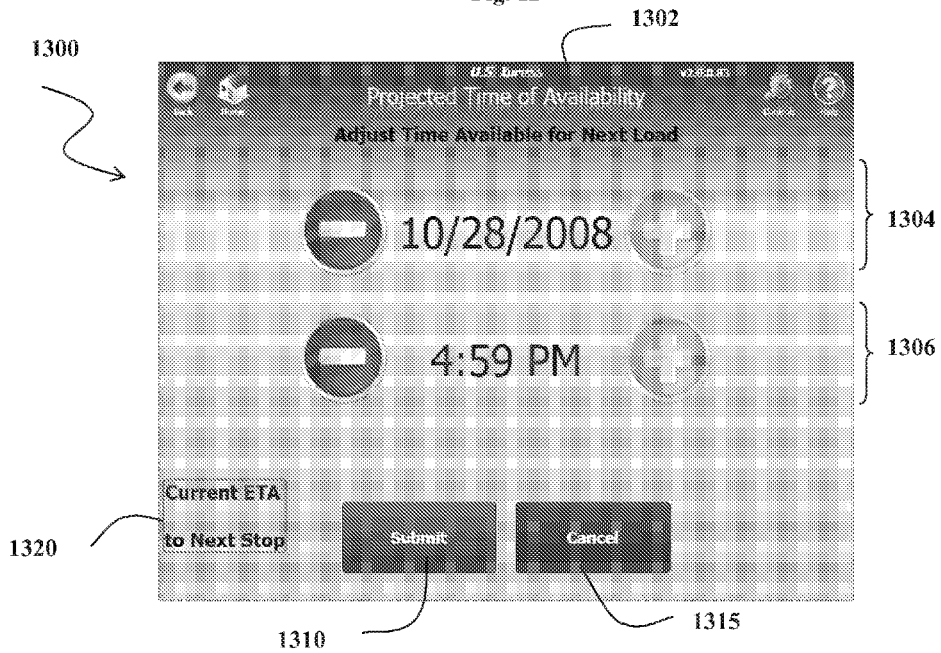 1302
1300
Projected Time of Availability
Adjust Time Available for Next Load
10/28/2008
1304
4:59 PM
1306
Current ETA
to Next Stop
Submit
Cancel
1320
1310
1315